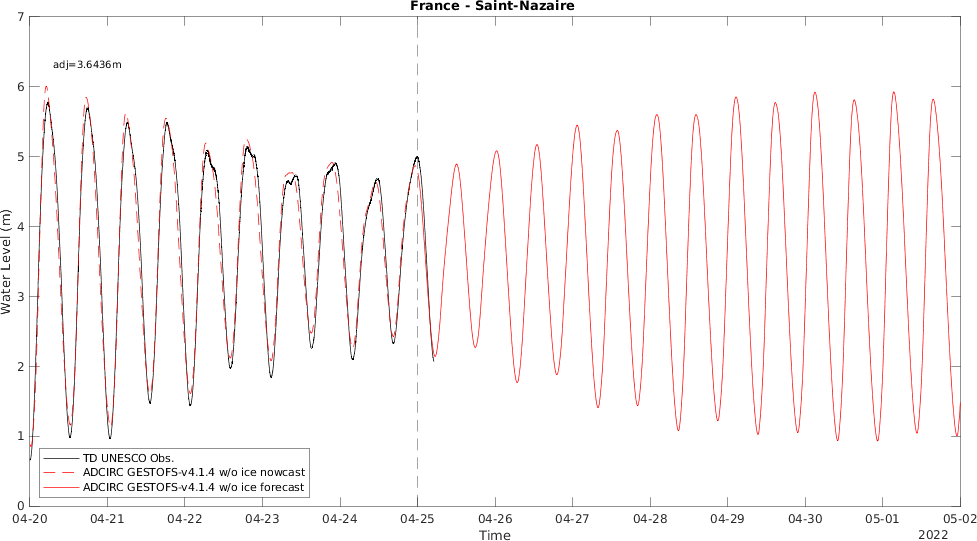 France - Saint-Nazaire
7
adj=3.6436m
6
5
4
3
2
1
0
Water Level (m)
TD UNESCO Obs.
ADCIRC GESTOFS-v4.1.4 w/o ice nowcast
ADCIRC GESTOFS-v4.1.4 w/o ice forecast
04-20 04-21 04-22 04-23 04-24 04-25 04-26 04-27 04-28 04-29 04-30 05-01 05-02
Time
2022